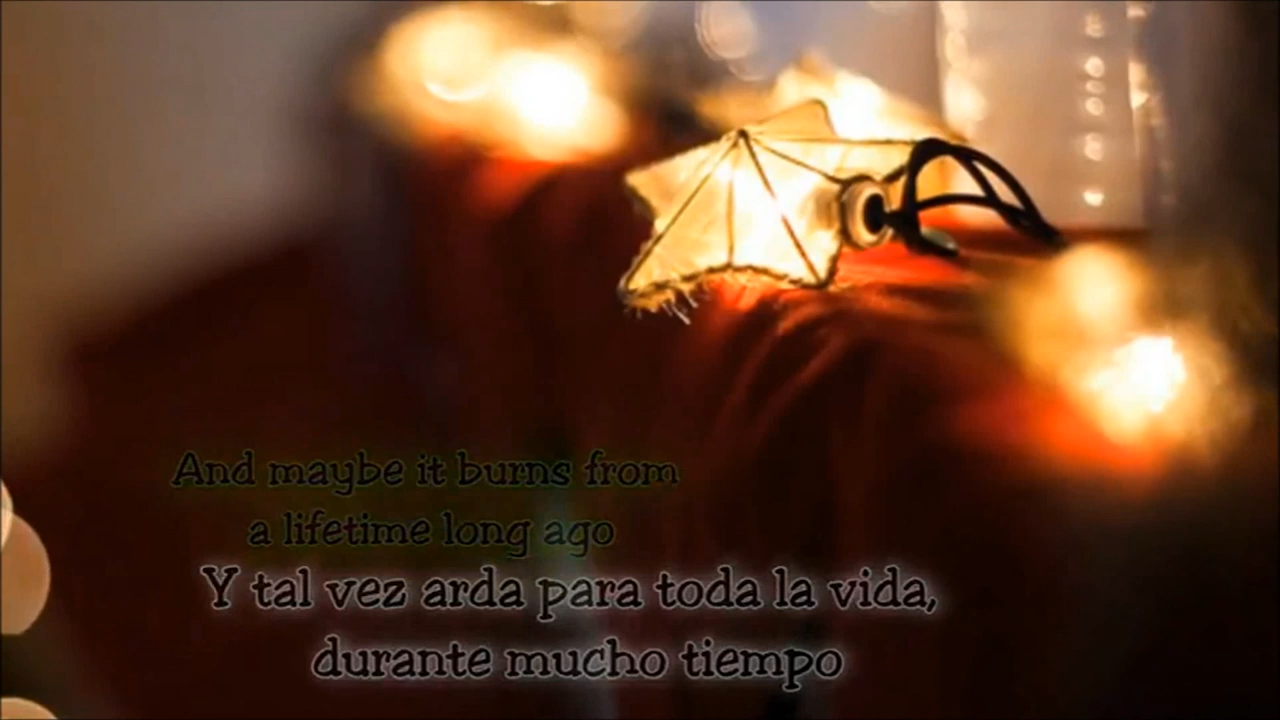 And maybe it burns from
a lifetime long ago
Y tal vez arda para toda la vida,
durante mucho tiempo